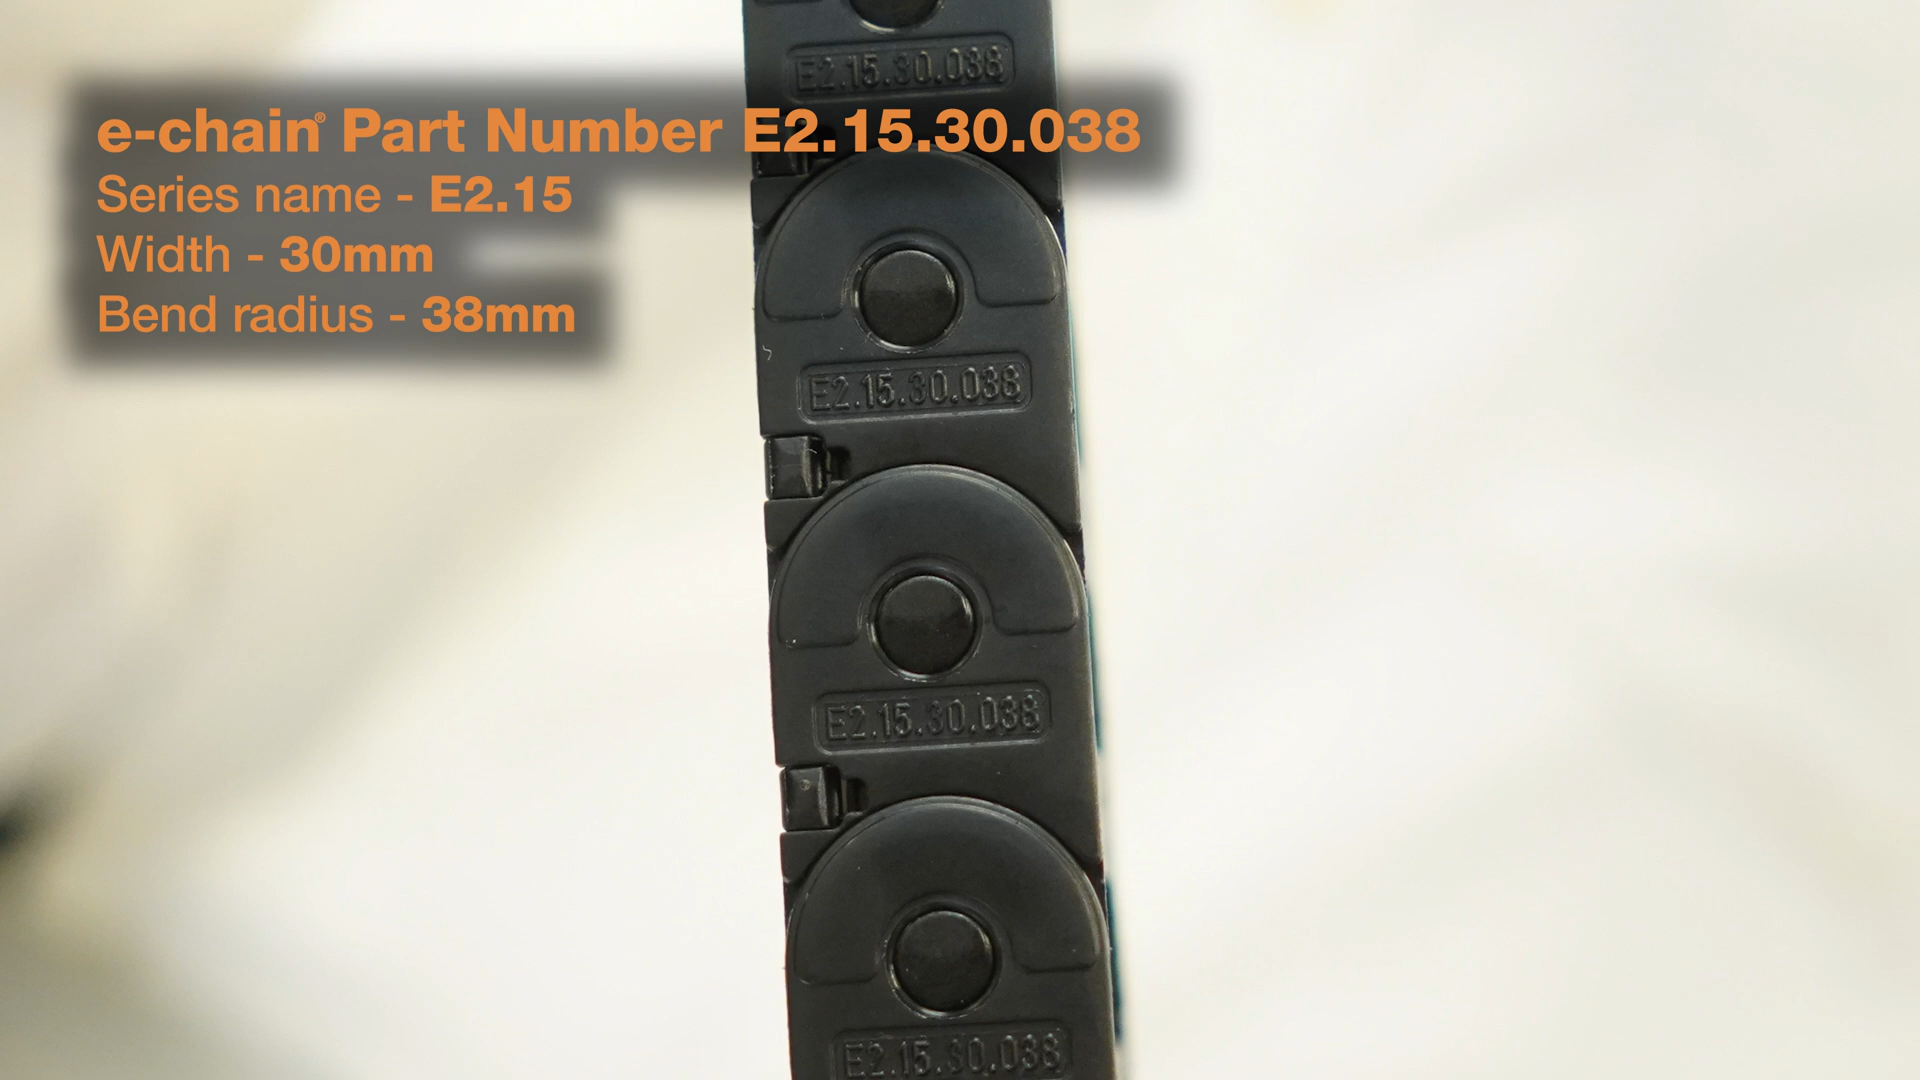 E2.15.30.038
e-chain® Part Number E2.15.30.038
Series name - E2.15
Width - 30mm
Bend radius - 38mm
E2.15.30.038
E2.15.30.038
E2.15.30.038